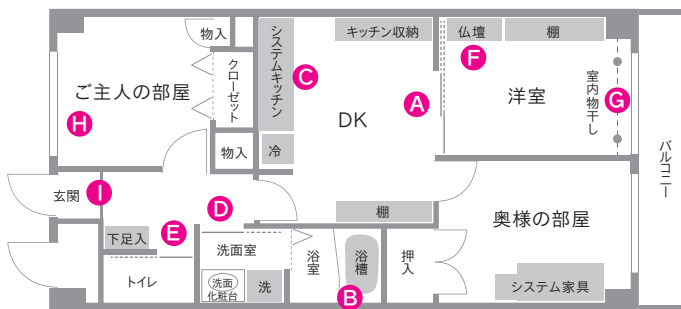 物入
システムキッチン
キッチン収納
仏壇
棚
C
F
クローゼット
ご主人の部屋
A
洋室
室内物干し
G
H
DK
物入
冷
バルコニー
玄関
I
D
棚
奥様の部屋
下足入
E
洗面室
浴室
浴槽
押入
トイレ
洗面
化粧台
洗
B
システム家具